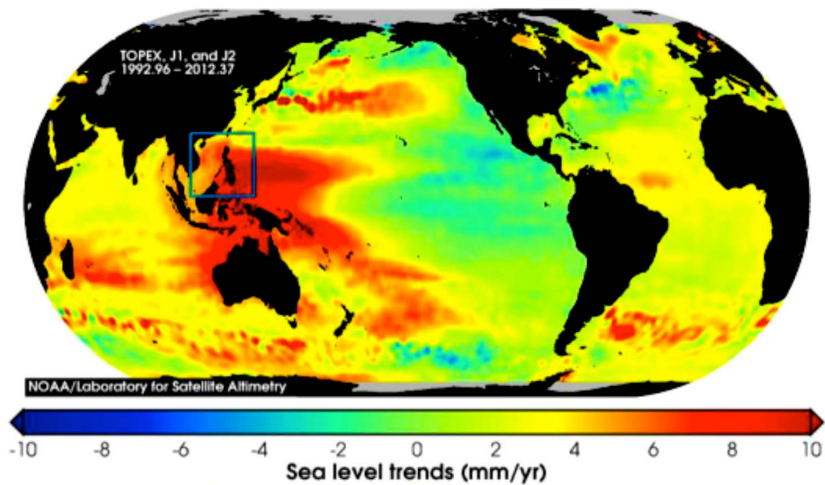 TOPEX, J1, and J2
1992.96 – 2012.37
NOAA/Laboratory for Satellite Altimetry
-10 -8 -6 -4 -2 0 2 4 6 8 10
Sea level trends (mm/yr)